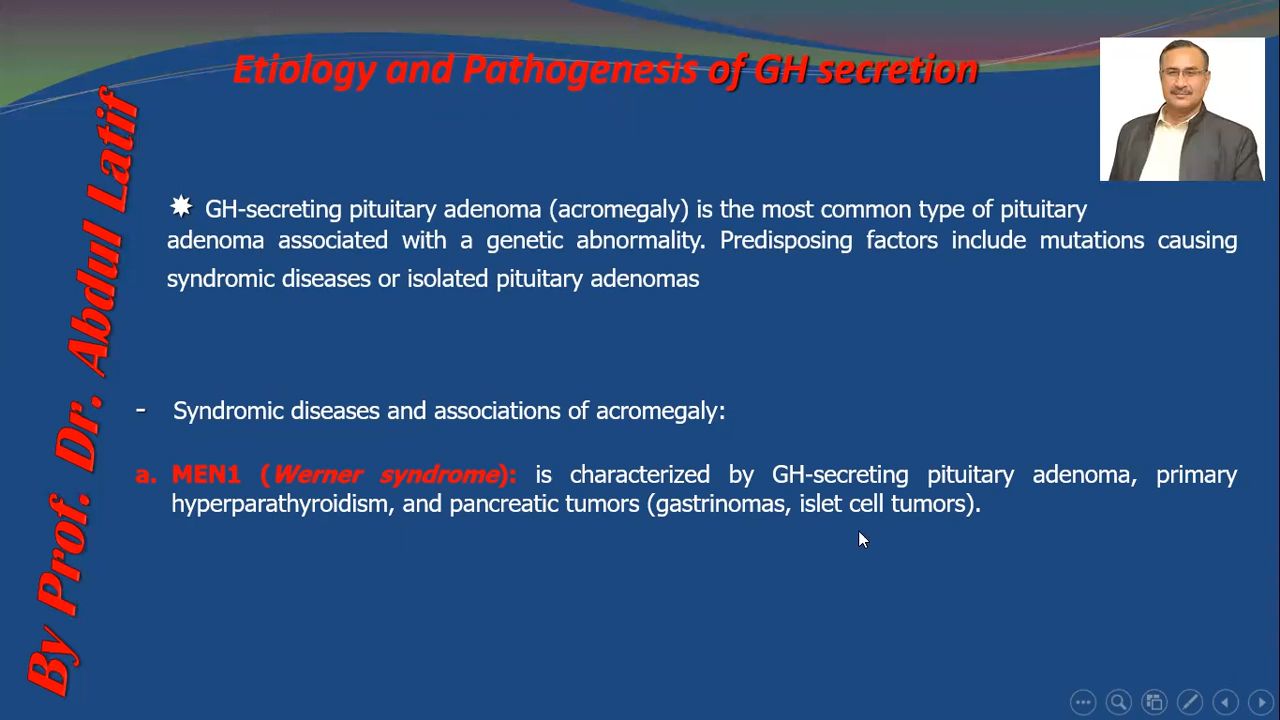 Etiology and Pathogenesis of GH secretion
By Prof. Dr. Abdul Latif
GH-secreting pituitary adenoma (acromegaly) is the most common type of pituitary
adenoma associated with a genetic abnormality. Predisposing factors include mutations causing
syndromic diseases or isolated pituitary adenomas
- Syndromic diseases and associations of acromegaly:
a. MEN1 (Werner syndrome): is characterized by GH-secreting pituitary adenoma, primary
hyperparathyroidism, and pancreatic tumors (gastrinomas, islet cell tumors).